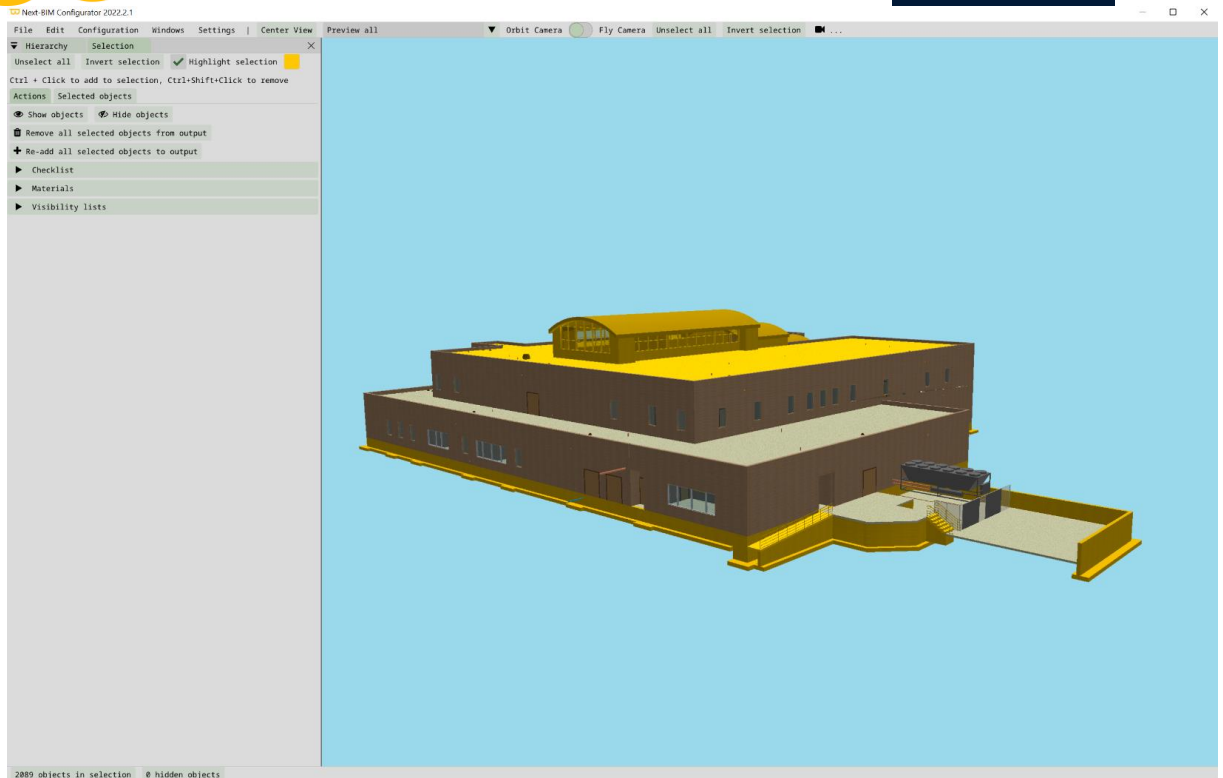 Next-BIM Configurator 2022.2.1
File Edit Configuration Windows Settings | Center View Preview all Orbit Camera Fly Camera Unselect all Invert selection ...
Hierarchy Selection
Unselect all Invert selection Highlight selection
Ctrl + Click to add to selection, Ctrl+Shift+Click to remove
Actions Selected objects
Show objects Hide objects
Remove all selected objects from output
Re-add all selected objects to output
Checklist
Materials
Visibility lists
2089 objects in selection 0 hidden objects